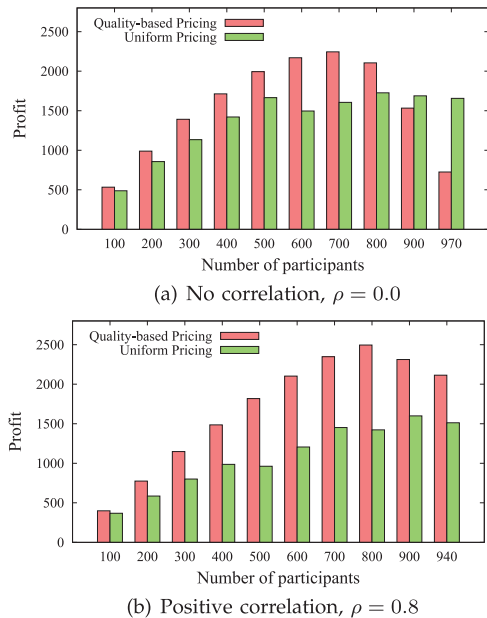 Quality-based Pricing
Uniform Pricing
2500
2000
1500
1000
500
0
Profit
100 200 300 400 500 600 700 800 900 970
Number of participants
(a) No correlation, ρ = 0.0
Quality-based Pricing
Uniform Pricing
2500
2000
1500
1000
500
0
Profit
100 200 300 400 500 600 700 800 900 940
Number of participants
(b) Positive correlation, ρ = 0.8